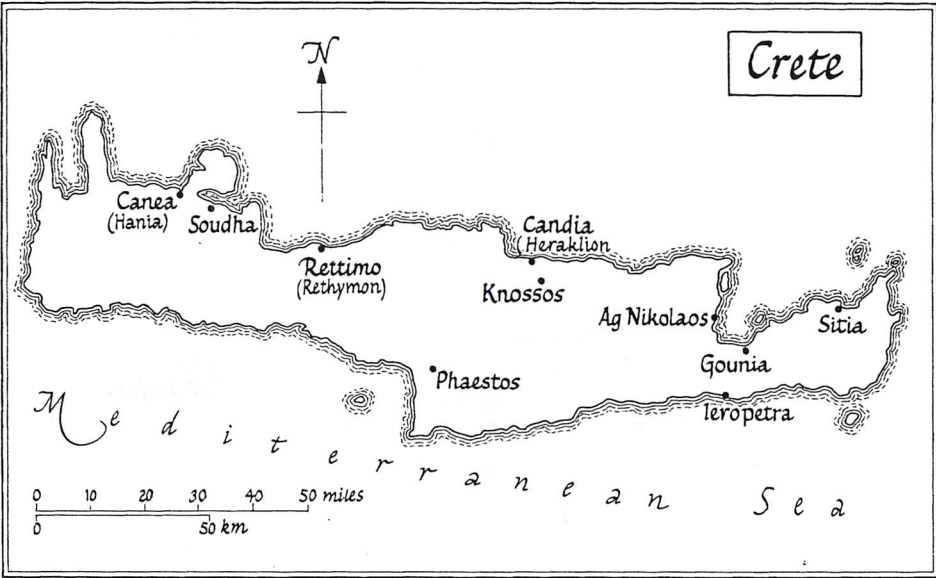 Crete
N
Canea
(Hania)
Soudha
Rettimo
(Rethymon)
Candia
(Heraklion
Knossos
Ag Nikolaos
Sitia
Gounia
Phaestos
Ieropetra
Mediterranean Sea
0 10 20 30 40 50 miles
0 50 km